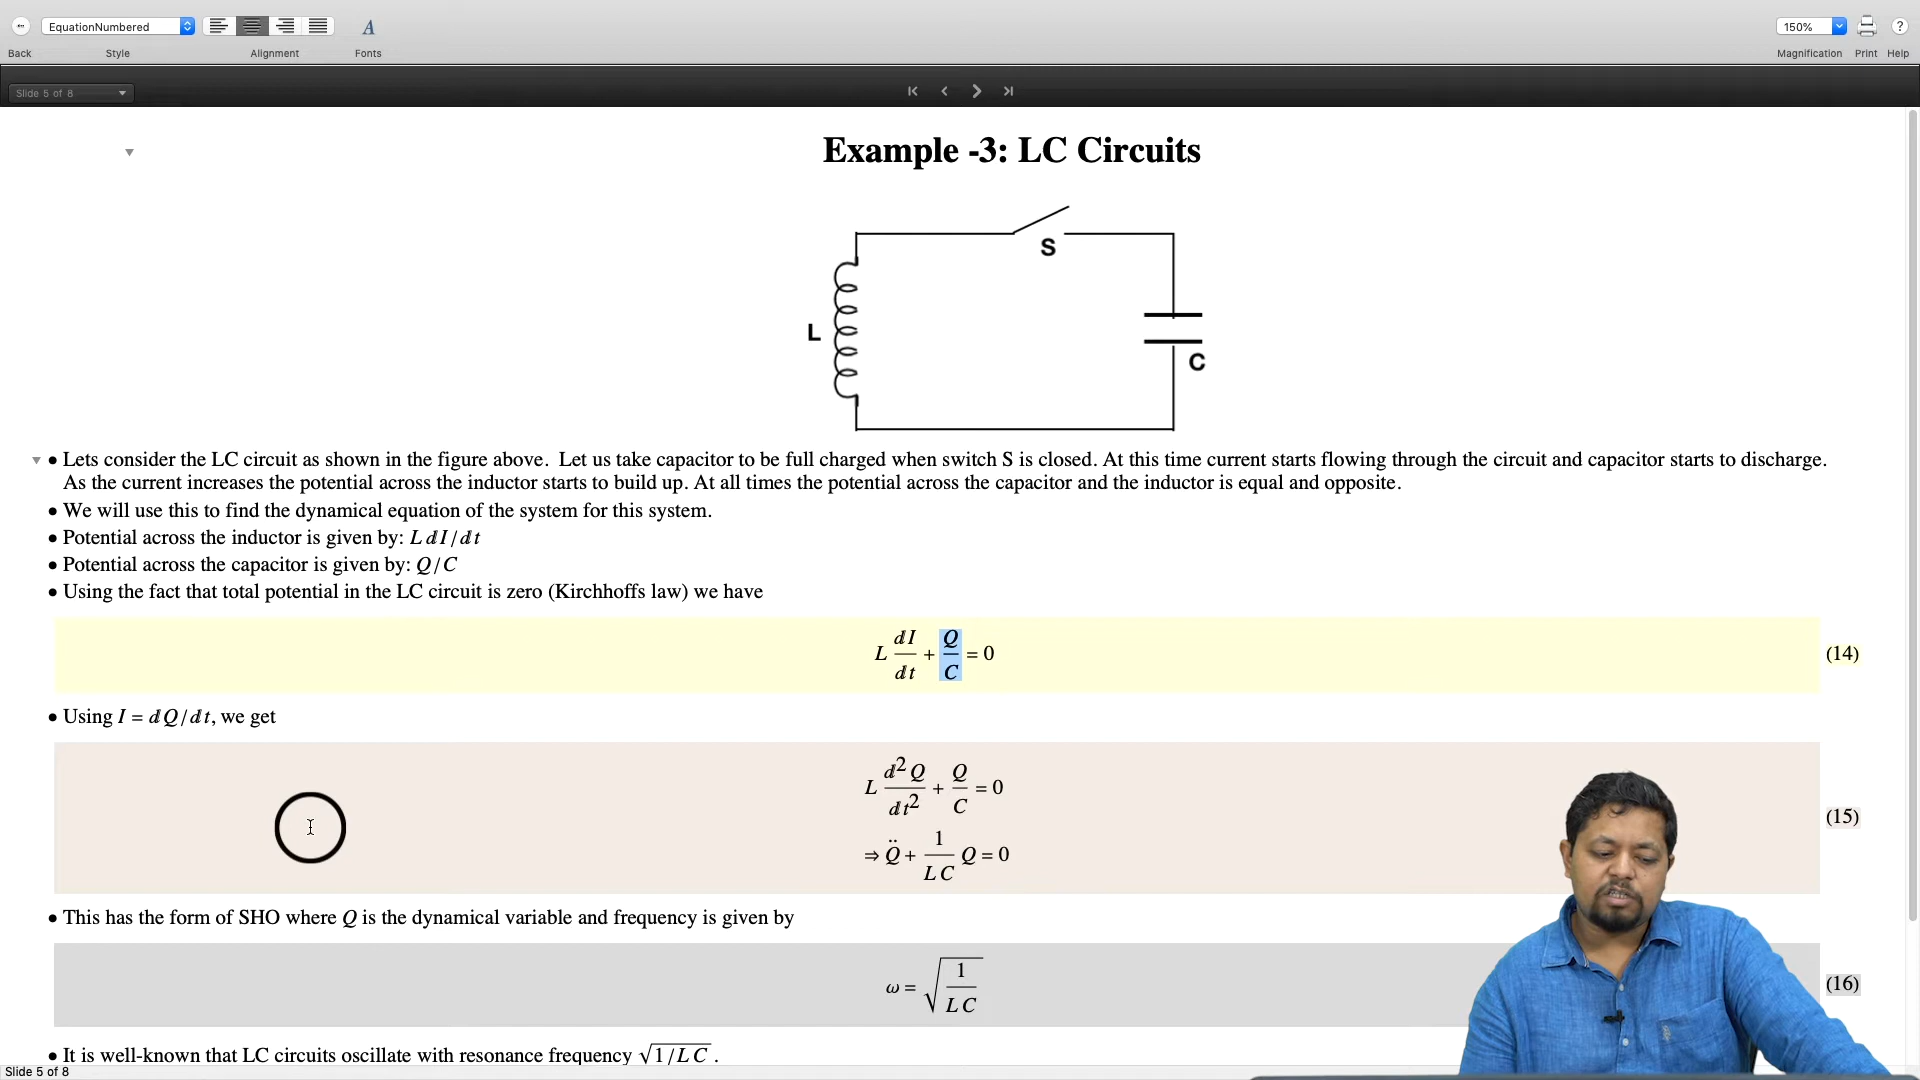 EquationNumbered
150%
Back Style Alignment Fonts Magnification Print Help
Slide 5 of 8
Example -3: LC Circuits
S
L
C
• Lets consider the LC circuit as shown in the figure above. Let us take capacitor to be full charged when switch S is closed. At this time current starts flowing through the circuit and capacitor starts to discharge.
As the current increases the potential across the inductor starts to build up. At all times the potential across the capacitor and the inductor is equal and opposite.
• We will use this to find the dynamical equation of the system for this system.
• Potential across the inductor is given by: L ⅆI/ⅆt
• Potential across the capacitor is given by: Q/C
• Using the fact that total potential in the LC circuit is zero (Kirchhoffs law) we have
L ⅆI/ⅆt + Q/C = 0 (14)
• Using I = ⅆQ/ⅆt, we get
L ⅆ²Q/ⅆt² + Q/C = 0
⇒ Q̈ + 1/(L C) Q = 0 (15)
• This has the form of SHO where Q is the dynamical variable and frequency is given by
ω = √(1/(L C)) (16)
• It is well-known that LC circuits oscillate with resonance frequency √(1/L C).
Slide 5 of 8